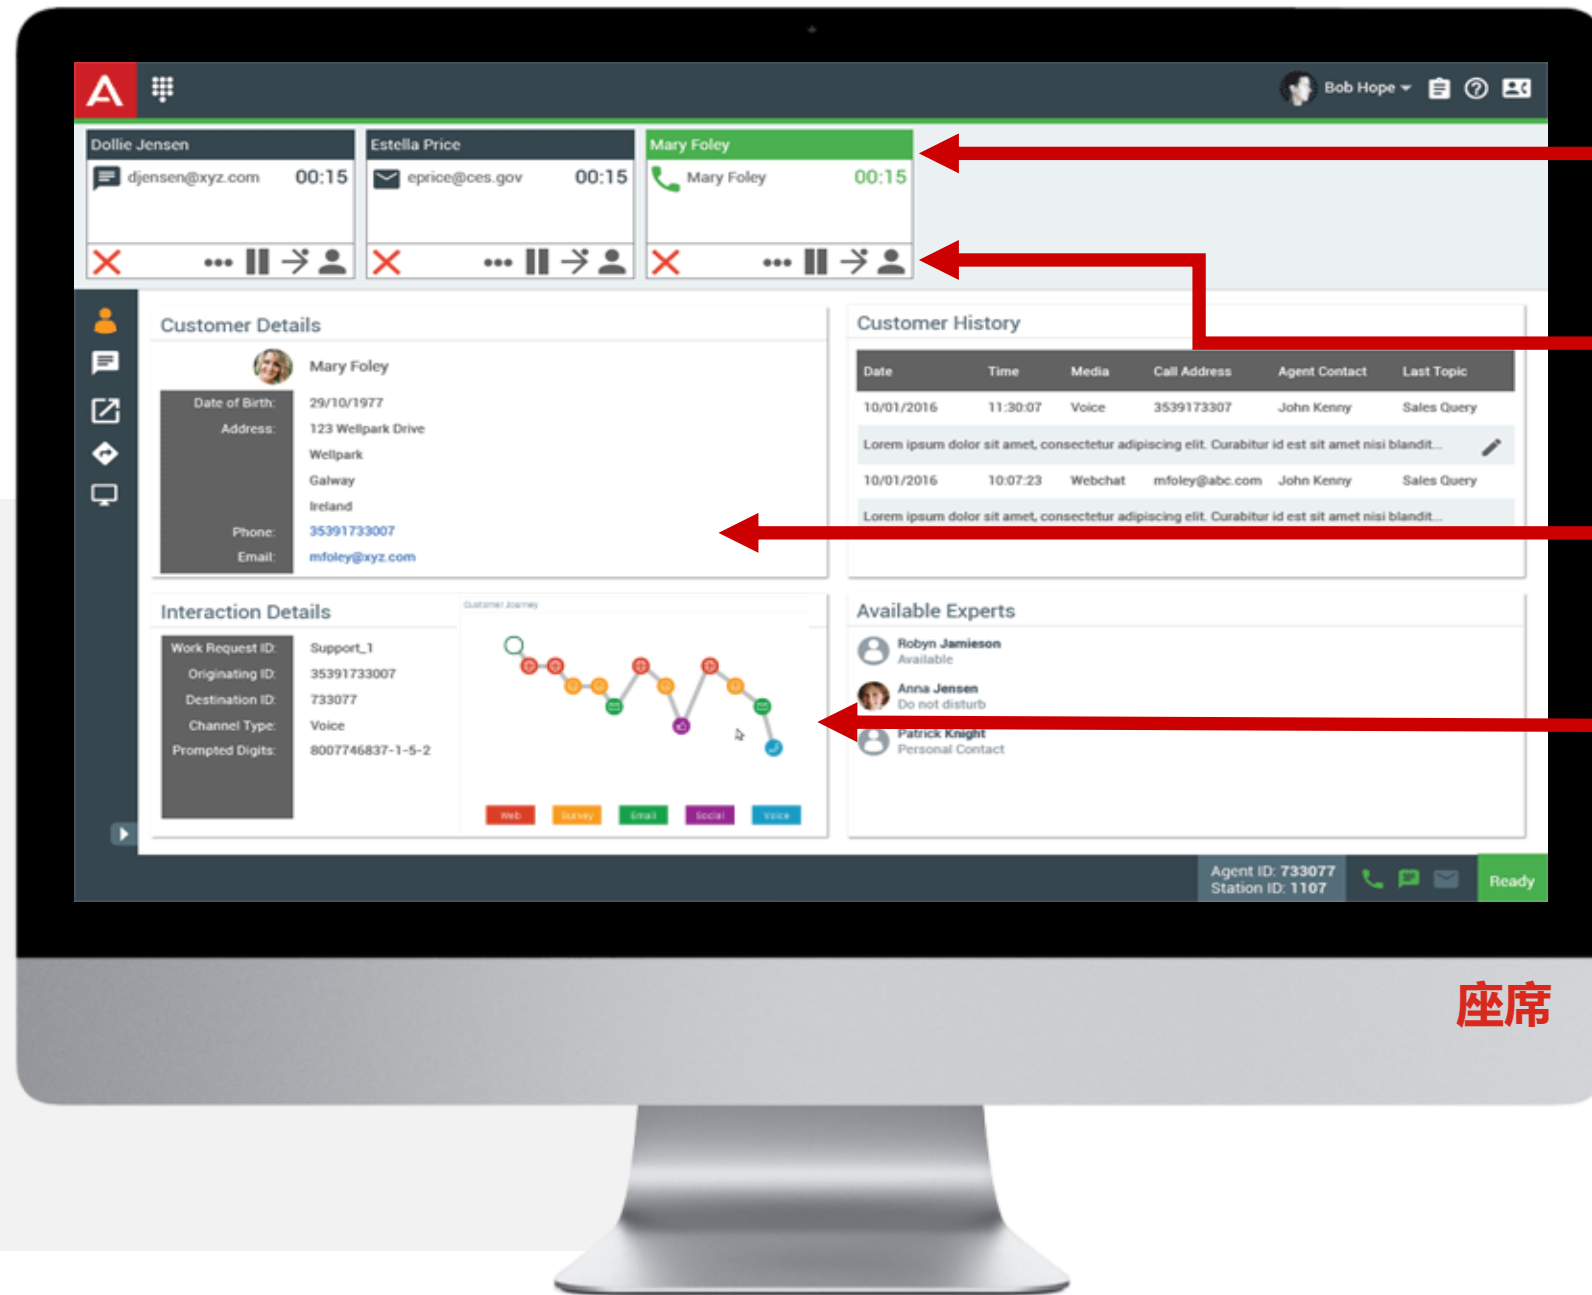 Bob Hope
Dollie Jensen
djensen@xyz.com 00:15
Estella Price
eprice@ces.gov 00:15
Mary Foley
Mary Foley 00:15
Customer Details
Mary Foley
Date of Birth: 29/10/1977
Address: 123 Wellpark Drive
Wellpark
Galway
Ireland
Phone: 35391733007
Email: mfoley@xyz.com
Customer History
Date Time Media Call Address Agent Contact Last Topic
10/01/2016 11:30:07 Voice 3539173307 John Kenny Sales Query
Lorem ipsum dolor sit amet, consectetur adipiscing elit. Curabitur id est sit amet nisi blandit...
10/01/2016 10:07:23 Webchat mfoley@abc.com John Kenny Sales Query
Lorem ipsum dolor sit amet, consectetur adipiscing elit. Curabitur id est sit amet nisi blandit...
Interaction Details
Work Request ID: Support_1
Originating ID: 35391733007
Destination ID: 733077
Channel Type: Voice
Prompted Digits: 8007746837-1-5-2
Customer Journey
Web Survey Email Social Voice
Available Experts
Robyn Jamieson
Available
Anna Jensen
Do not disturb
Patrick Knight
Personal Contact
Agent ID: 733077
Station ID: 1107
Ready
座席